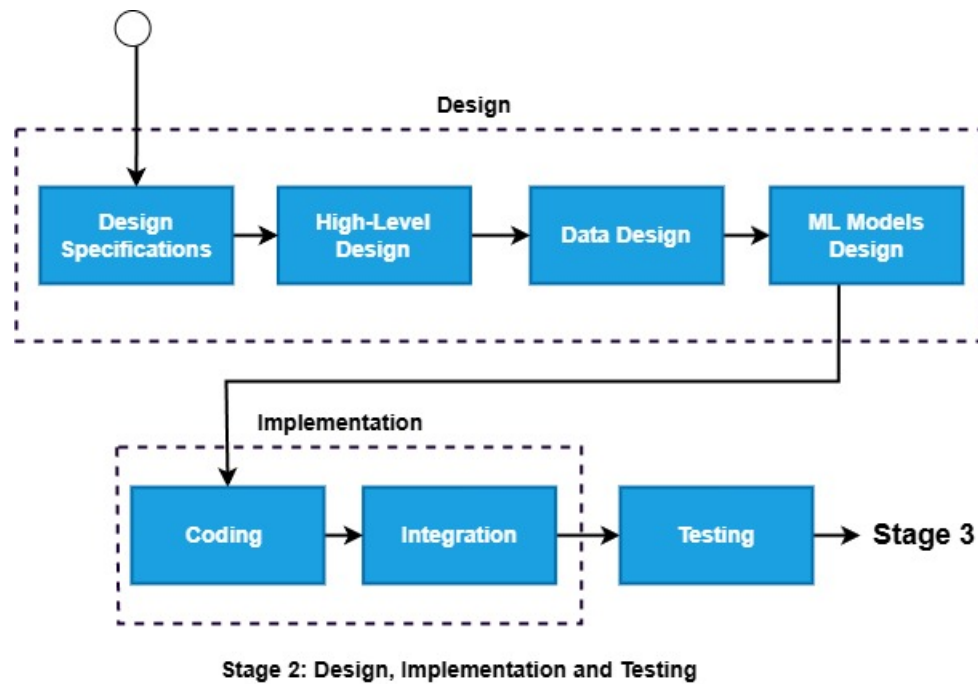 Design
Design
Specifications
High-Level
Design
Data Design
ML Models
Design
Implementation
Coding
Integration
Testing
Stage 3
Stage 2: Design, Implementation and Testing